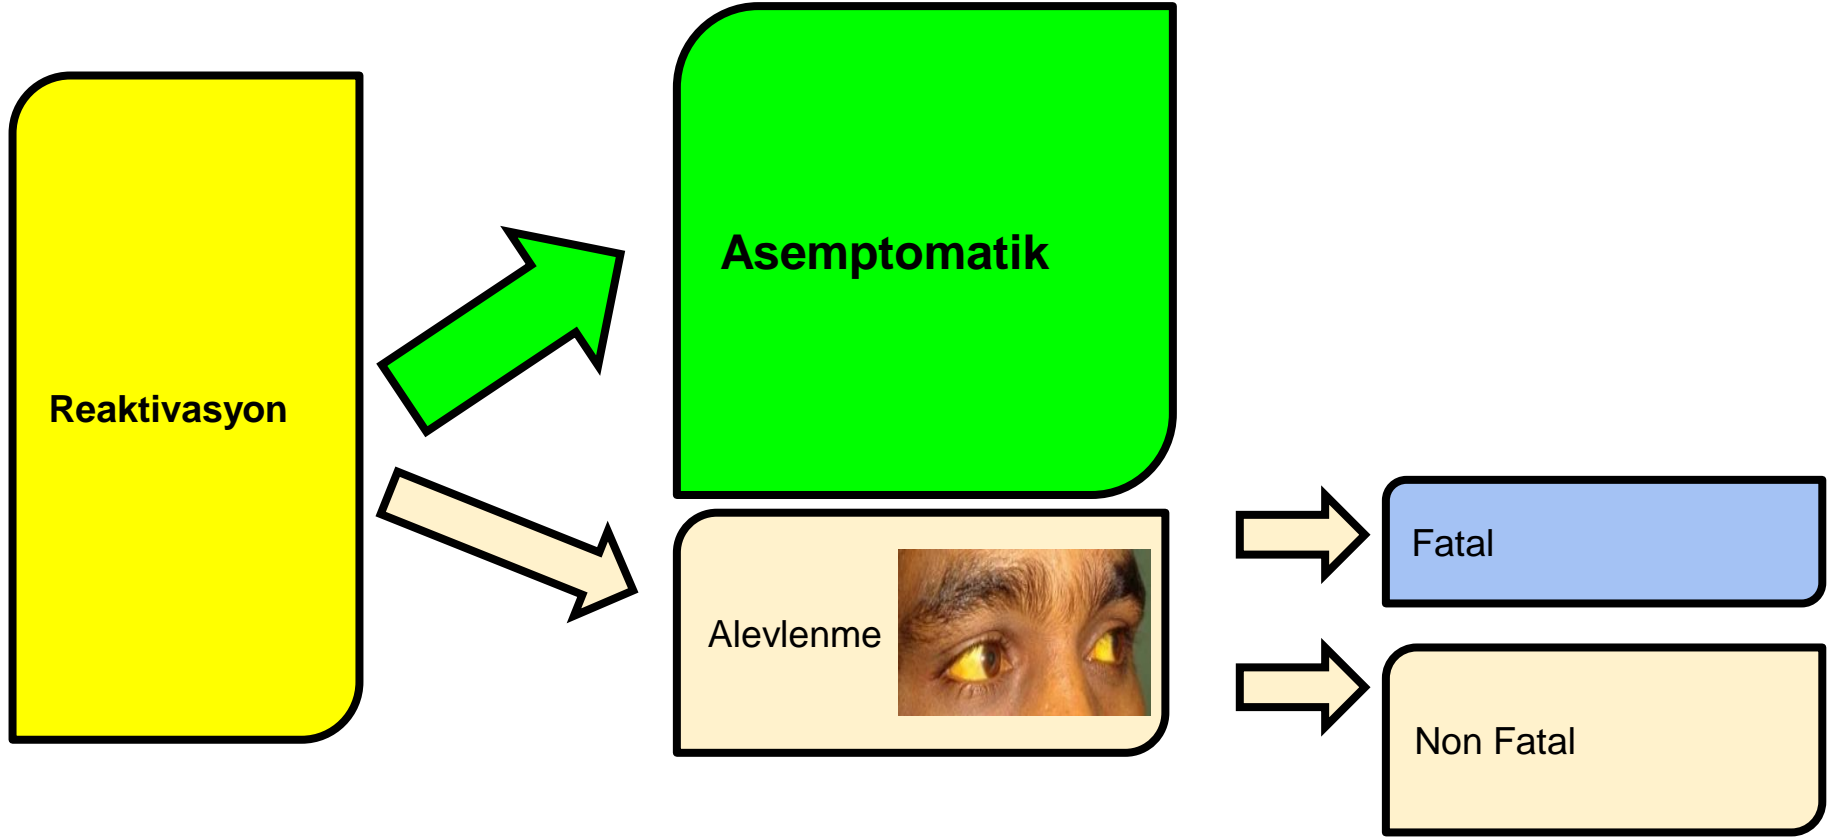 Reaktivasyon
Asemptomatik
Alevlenme
Fatal
Non Fatal